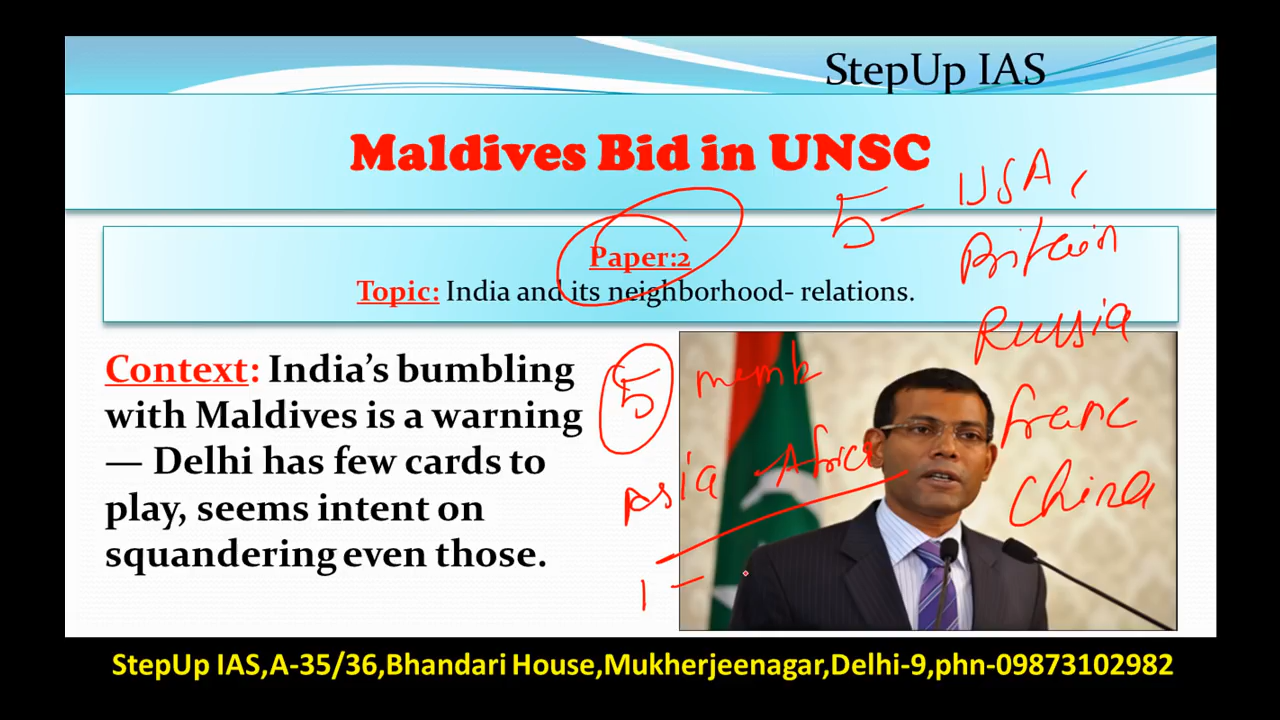 StepUp IAS
Maldives Bid in UNSC
5 – USA,
Britain
Russia
Franc
China
Paper:2
Topic: India and its neighborhood- relations.
Context: India's bumbling
with Maldives is a warning
— Delhi has few cards to
play, seems intent on
squandering even those.
5 memb
Asia - Africa
1 –
StepUp IAS,A-35/36,Bhandari House,Mukherjeenagar,Delhi-9,phn-09873102982